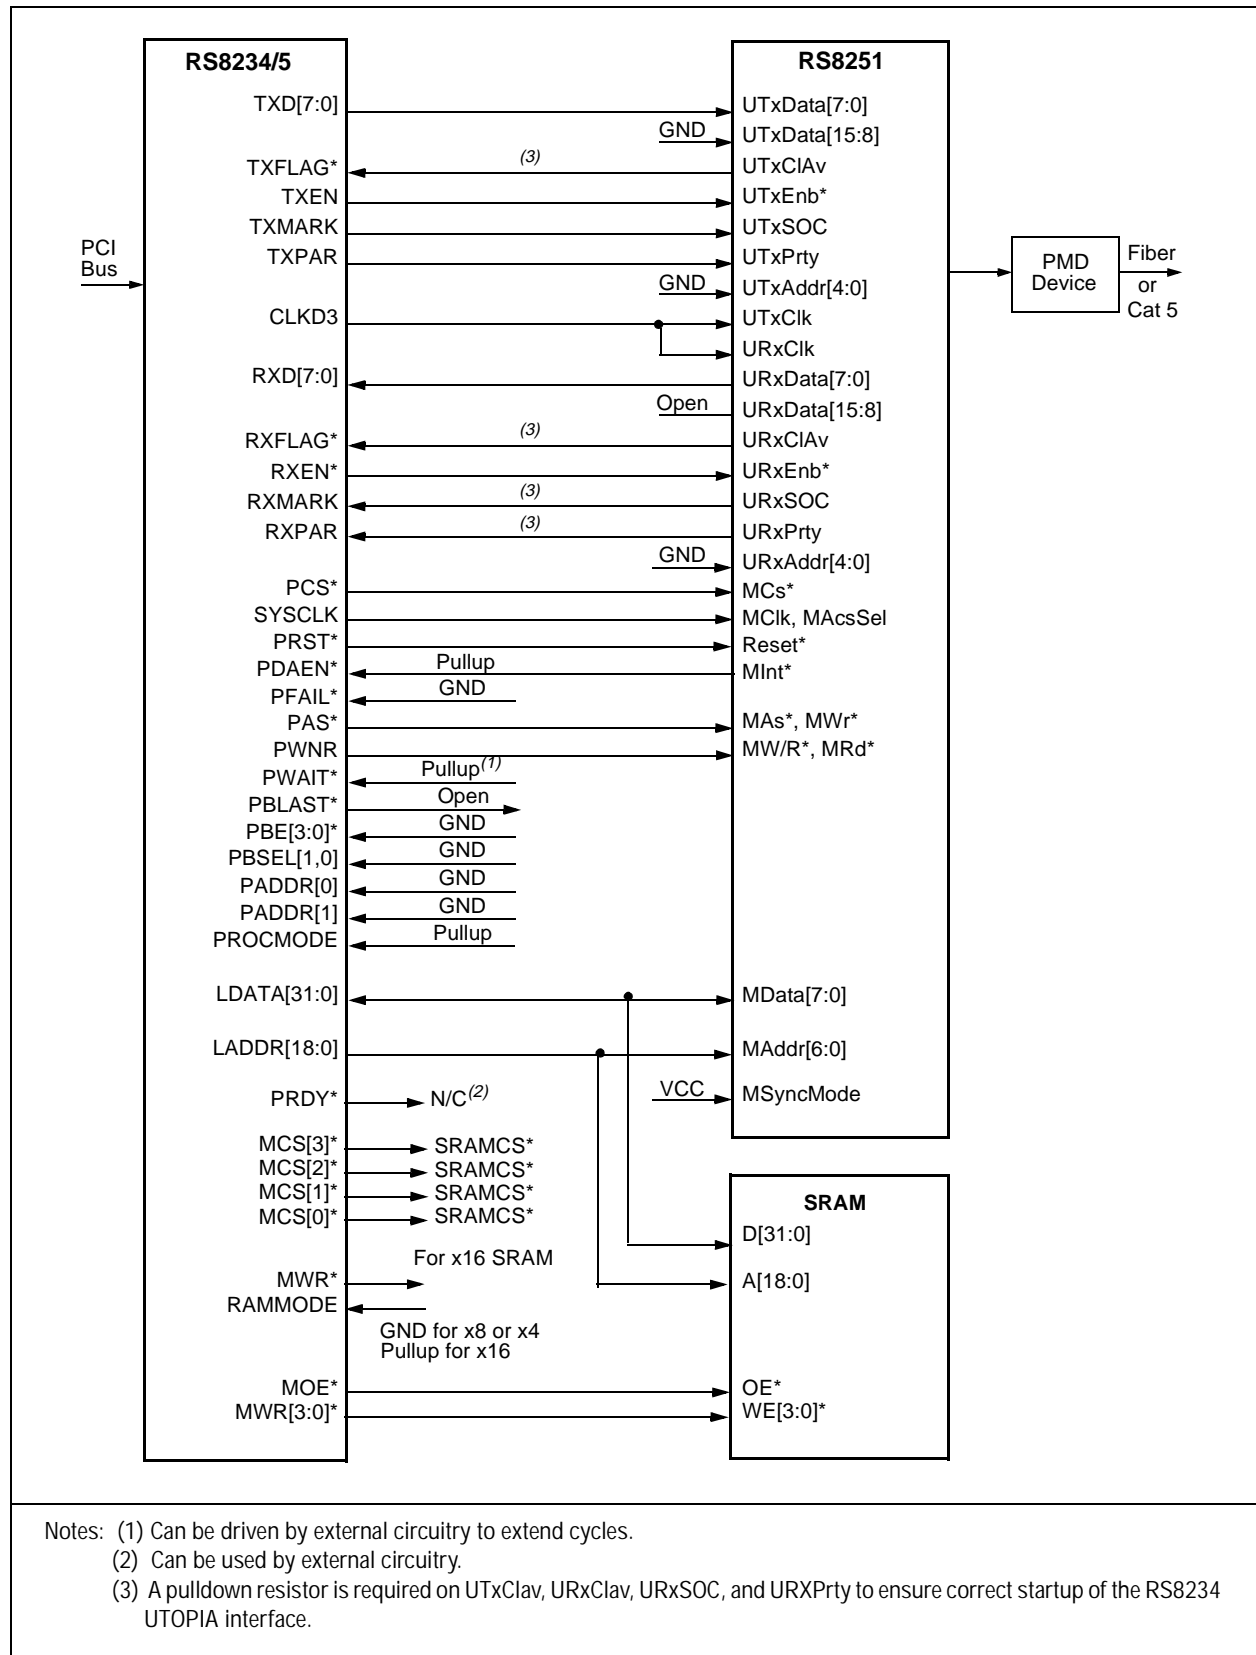 RS8234/5 RS8251
TXD[7:0] UTxData[7:0]
GND UTxData[15:8]
TXFLAG* (3) UTxClAv
TXEN UTxEnb*
TXMARK UTxSOC
TXPAR UTxPrty
PCI
Bus
PMD
Device
Fiber
or
Cat 5
GND UTxAddr[4:0]
CLKD3 UTxClk
URxClk
RXD[7:0] URxData[7:0]
Open URxData[15:8]
RXFLAG* (3) URxClAv
RXEN* URxEnb*
RXMARK (3) URxSOC
RXPAR (3) URxPrty
GND URxAddr[4:0]
PCS* MCs*
SYSCLK MClk, MAcsSel
PRST* Reset*
PDAEN* Pullup MInt*
PFAIL* GND
PAS* MAs*, MWr*
PWNR MW/R*, MRd*
PWAIT* Pullup(1)
PBLAST* Open
PBE[3:0]* GND
PBSEL[1,0] GND
PADDR[0] GND
PADDR[1] GND
PROCMODE Pullup
LDATA[31:0] MData[7:0]
LADDR[18:0] MAddr[6:0]
PRDY* N/C(2) VCC MSyncMode
MCS[3]* SRAMCS*
MCS[2]* SRAMCS*
MCS[1]* SRAMCS*
MCS[0]* SRAMCS*
SRAM
D[31:0]
For x16 SRAM
MWR* A[18:0]
RAMMODE
GND for x8 or x4
Pullup for x16
MOE* OE*
MWR[3:0]* WE[3:0]*
Notes: (1) Can be driven by external circuitry to extend cycles.
(2) Can be used by external circuitry.
(3) A pulldown resistor is required on UTxClav, URxClav, URxSOC, and URXPrty to ensure correct startup of the RS8234
UTOPIA interface.